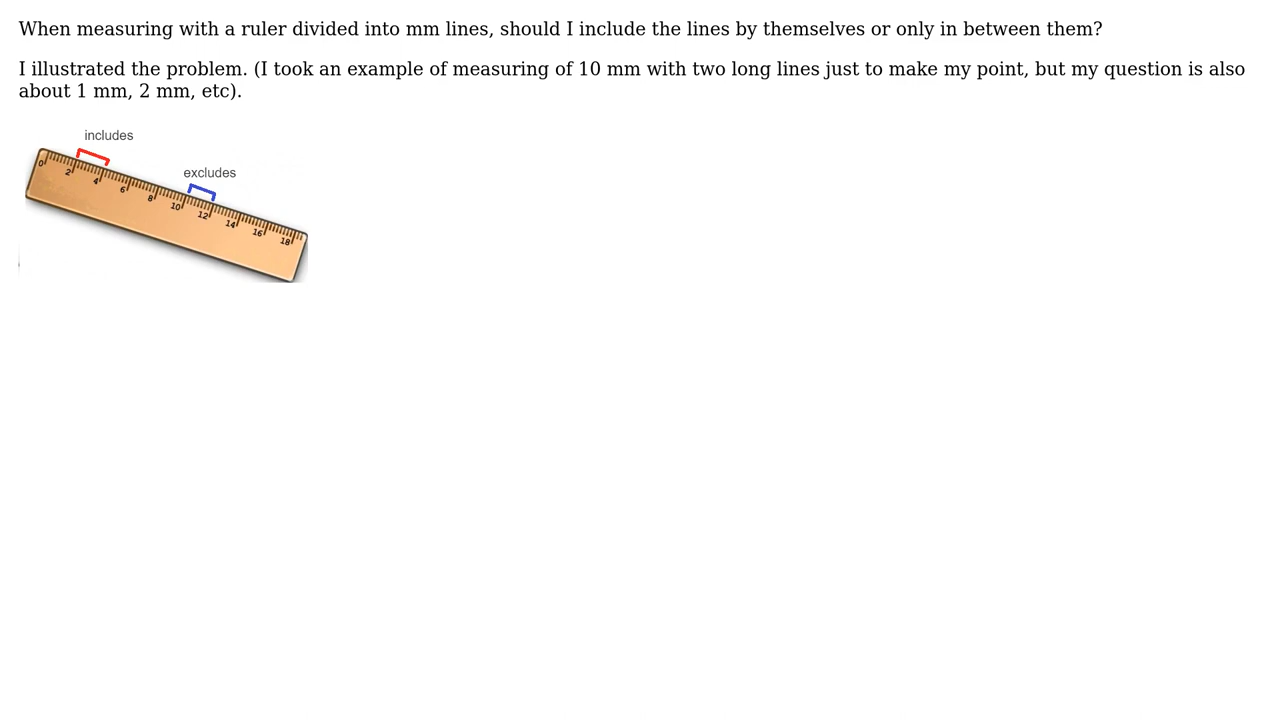 When measuring with a ruler divided into mm lines, should I include the lines by themselves or only in between them?
I illustrated the problem. (I took an example of measuring of 10 mm with two long lines just to make my point, but my question is also
about 1 mm, 2 mm, etc).
includes
excludes
0 2 4 6 8 10 12 14 16 18